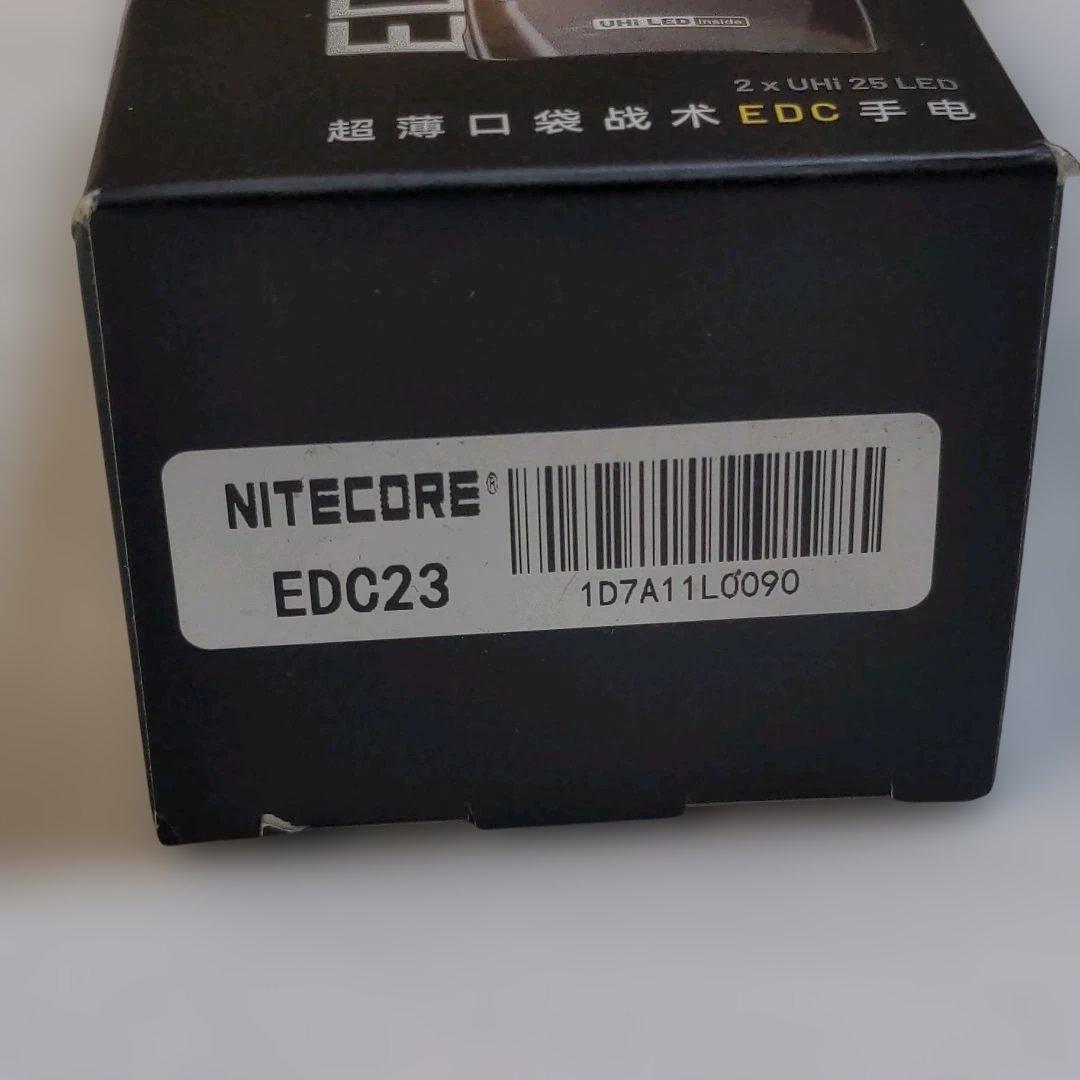 UHi LED inside
2 x UHi 25 LED
超薄口袋战术EDC手电
NITECORE®
EDC23
1D7A11L0090